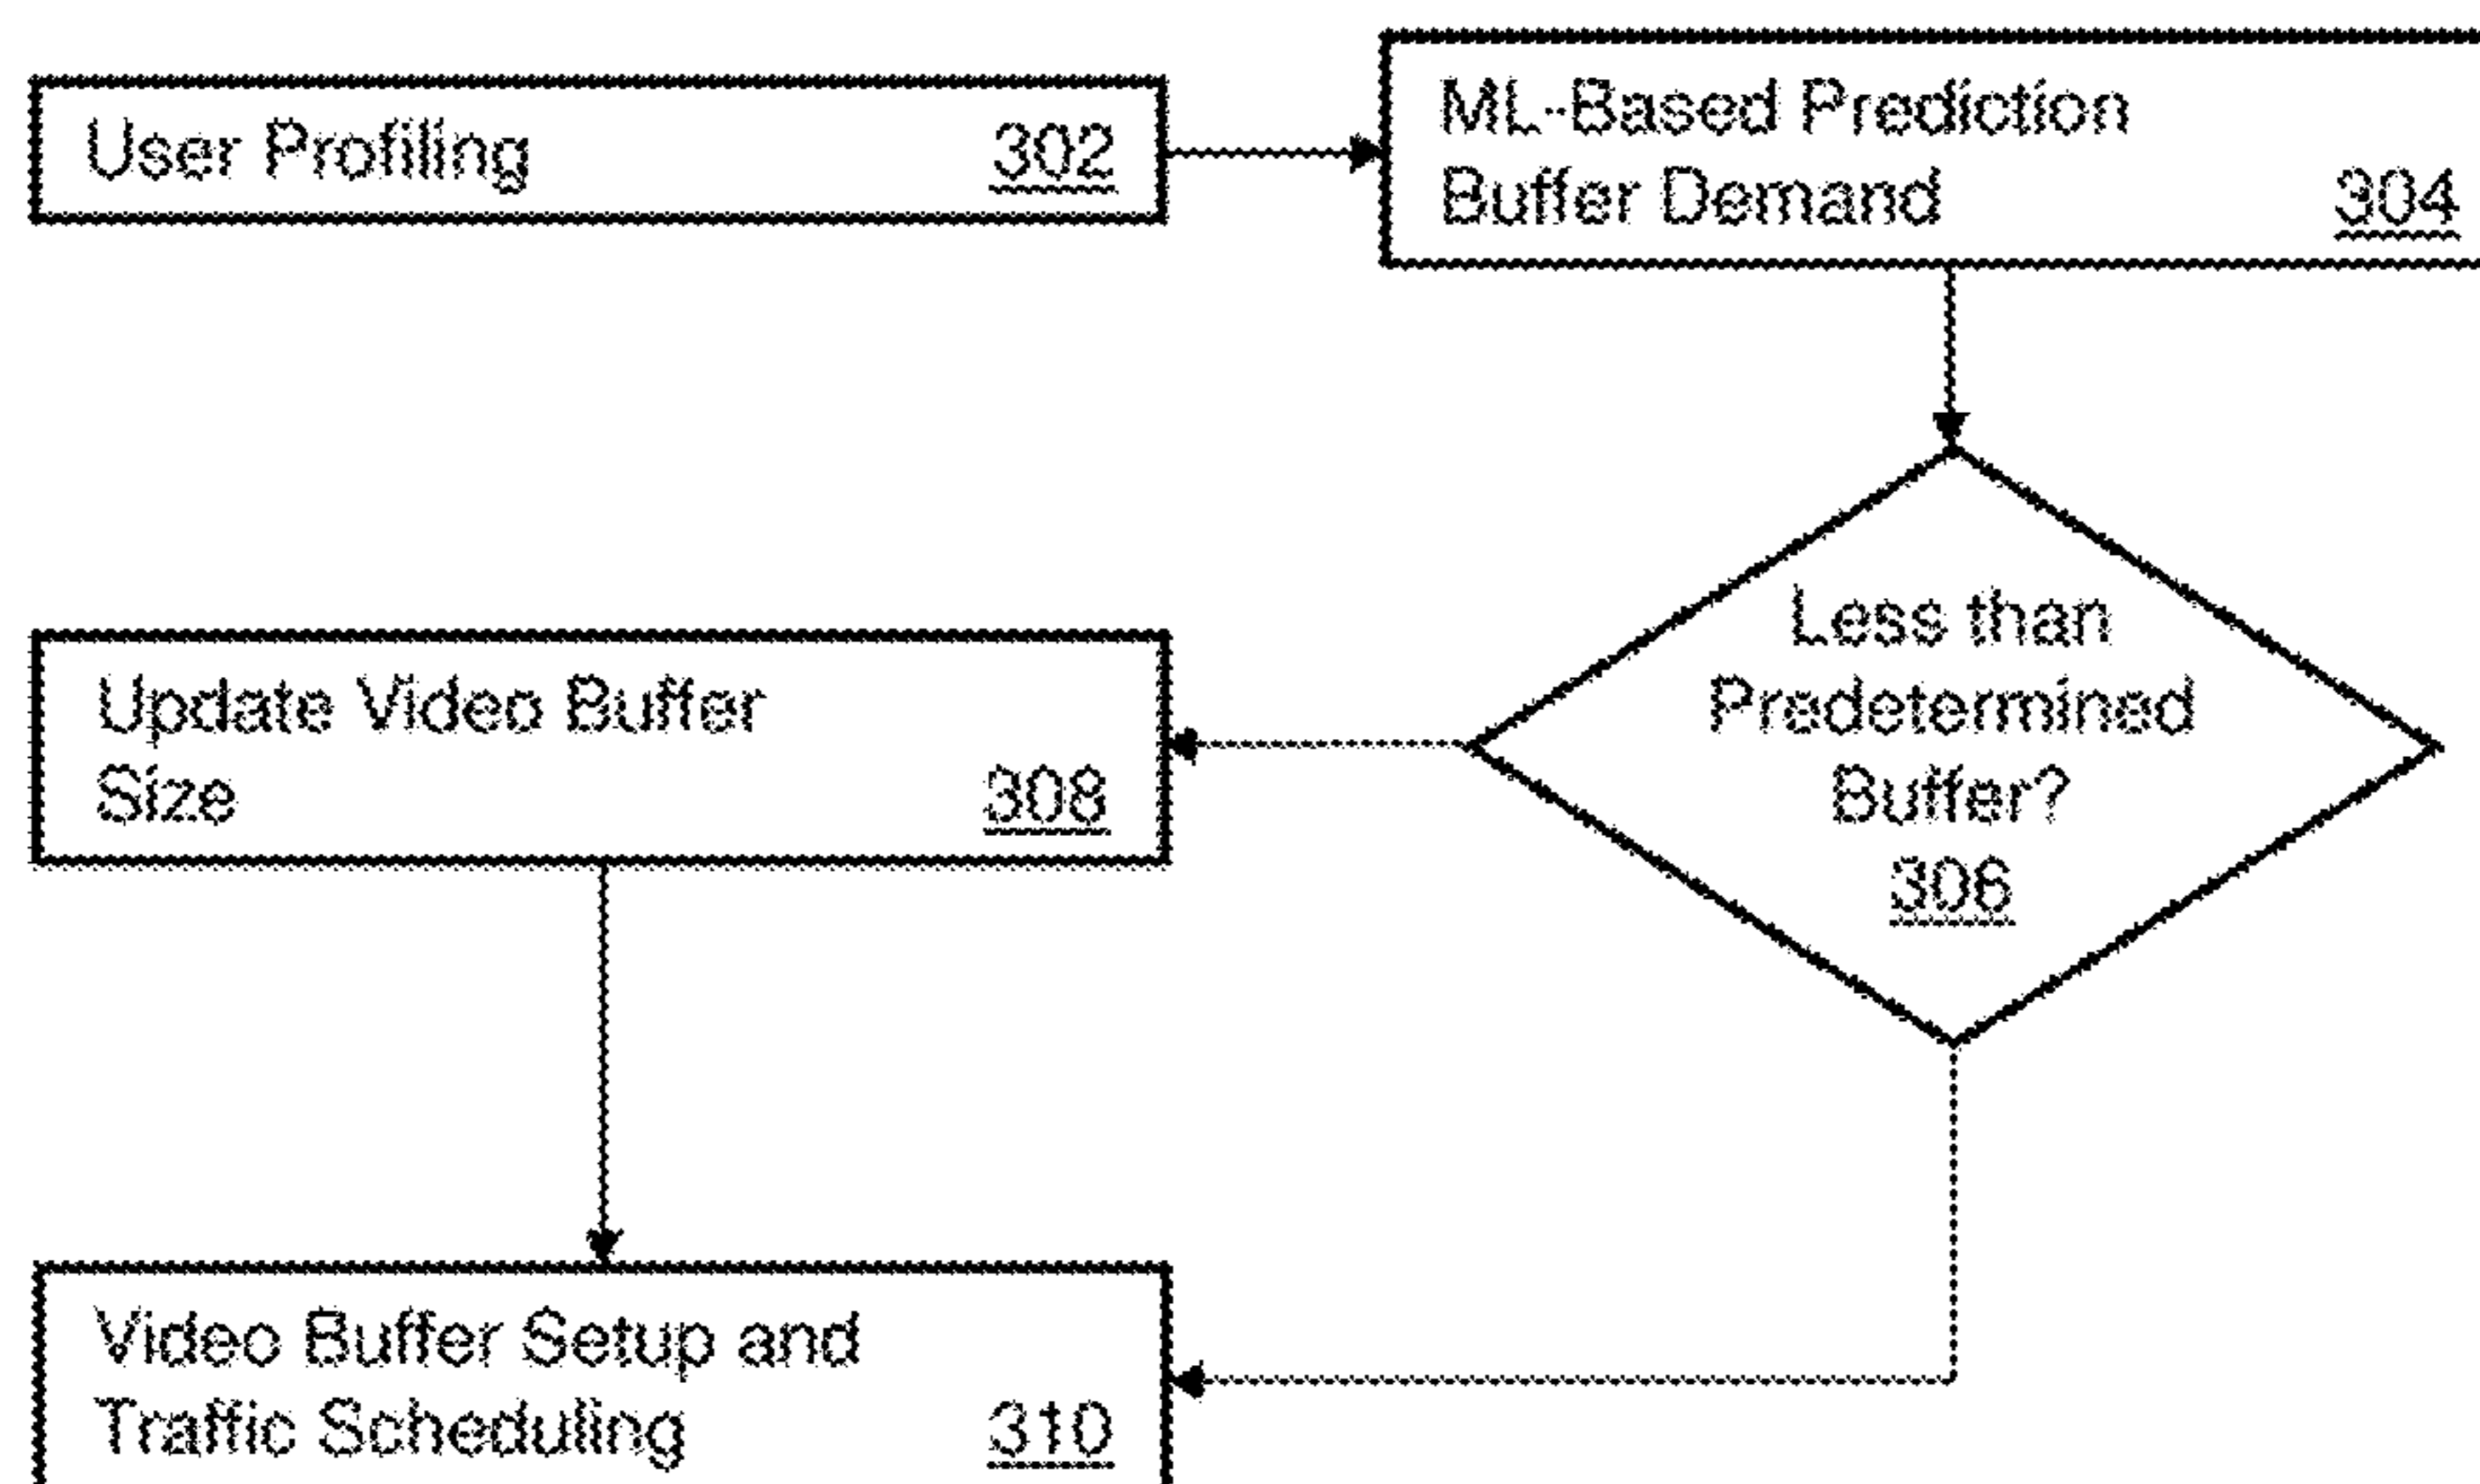 User Profiling 302
ML-Based Prediction
Buffer Demand 304
Less than
Predetermined
Buffer?
306
Update Video Buffer
Size 308
Video Buffer Setup and
Traffic Scheduling 310